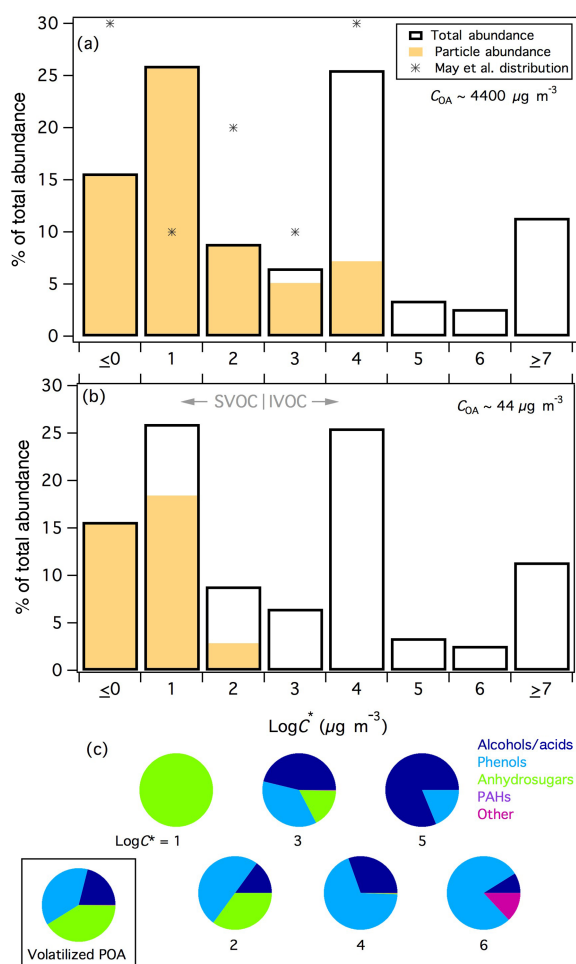 30
25
20
15
10
5
0
% of total abundance
(a)
Total abundance
Particle abundance
May et al. distribution
C_OA ~ 4400 µg m⁻³
≤0 1 2 3 4 5 6 ≥7
30
25
20
15
10
5
0
% of total abundance
(b)
SVOC | IVOC
C_OA ~ 44 µg m⁻³
≤0 1 2 3 4 5 6 ≥7
LogC* (µg m⁻³)
(c)
Alcohols/acids
Phenols
Anhydrosugars
PAHs
Other
LogC* = 1
3
5
2
4
6
Volatilized POA